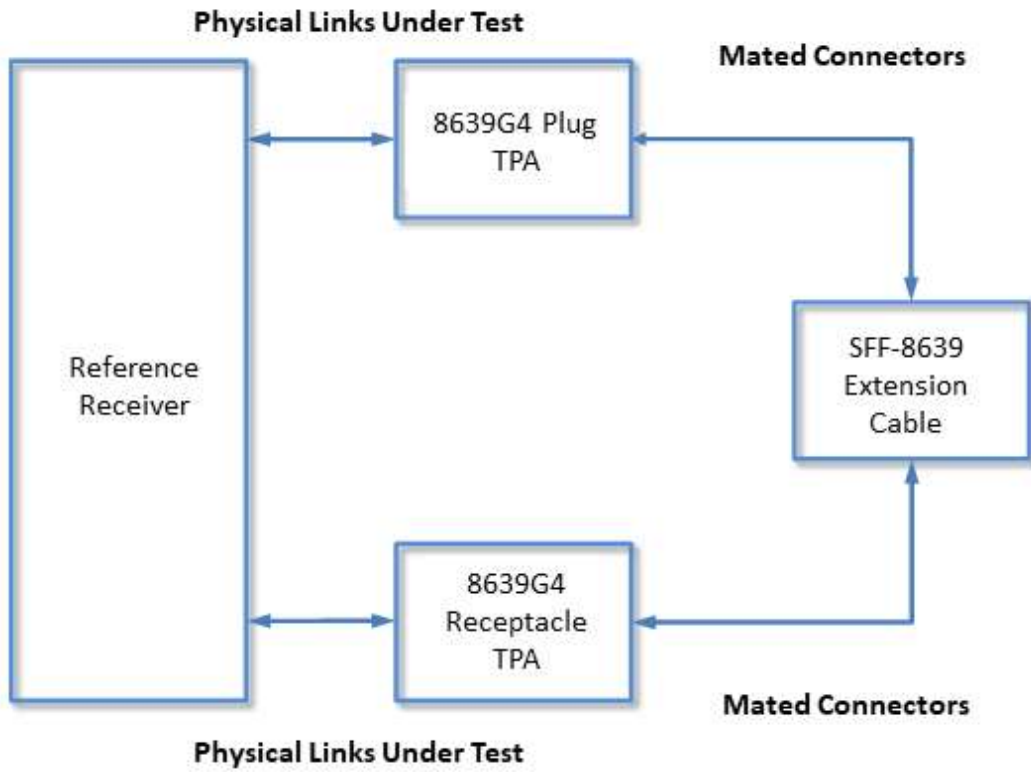 Physical Links Under Test
Mated Connectors
8639G4 Plug
TPA
Reference
Receiver
SFF-8639
Extension
Cable
8639G4
Receptacle
TPA
Mated Connectors
Physical Links Under Test